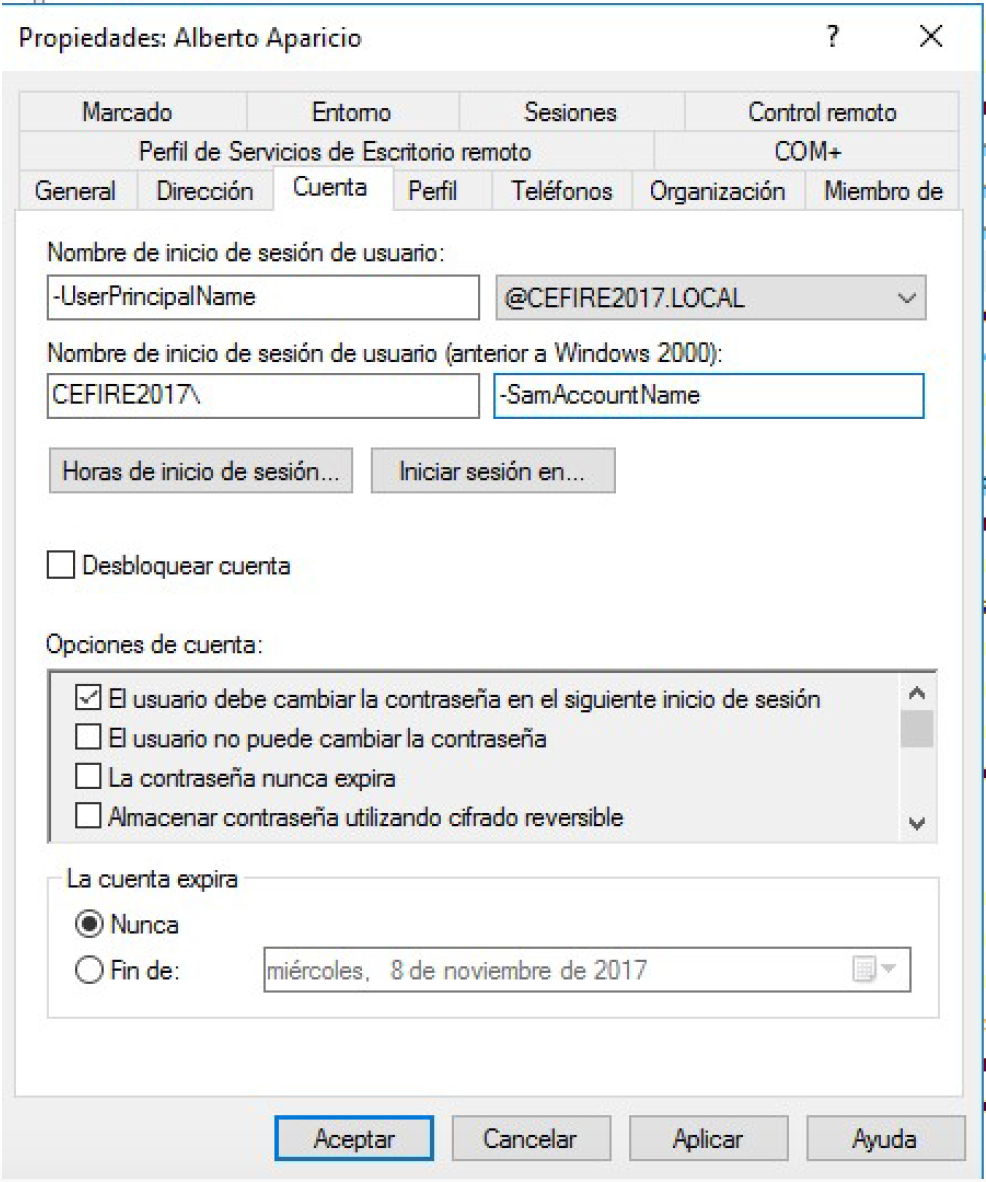 Propiedades: Alberto Aparicio ? ×
Marcado Entorno Sesiones Control remoto
Perfil de Servicios de Escritorio remoto COM+
General Dirección Cuenta Perfil Teléfonos Organización Miembro de
Nombre de inicio de sesión de usuario:
-UserPrincipalName @CEFIRE2017.LOCAL
Nombre de inicio de sesión de usuario (anterior a Windows 2000):
CEFIRE2017\ -SamAccountName
Horas de inicio de sesión... Iniciar sesión en...
Desbloquear cuenta
Opciones de cuenta:
El usuario debe cambiar la contraseña en el siguiente inicio de sesión
El usuario no puede cambiar la contraseña
La contraseña nunca expira
Almacenar contraseña utilizando cifrado reversible
La cuenta expira
Nunca
Fin de: miércoles, 8 de noviembre de 2017
Aceptar Cancelar Aplicar Ayuda